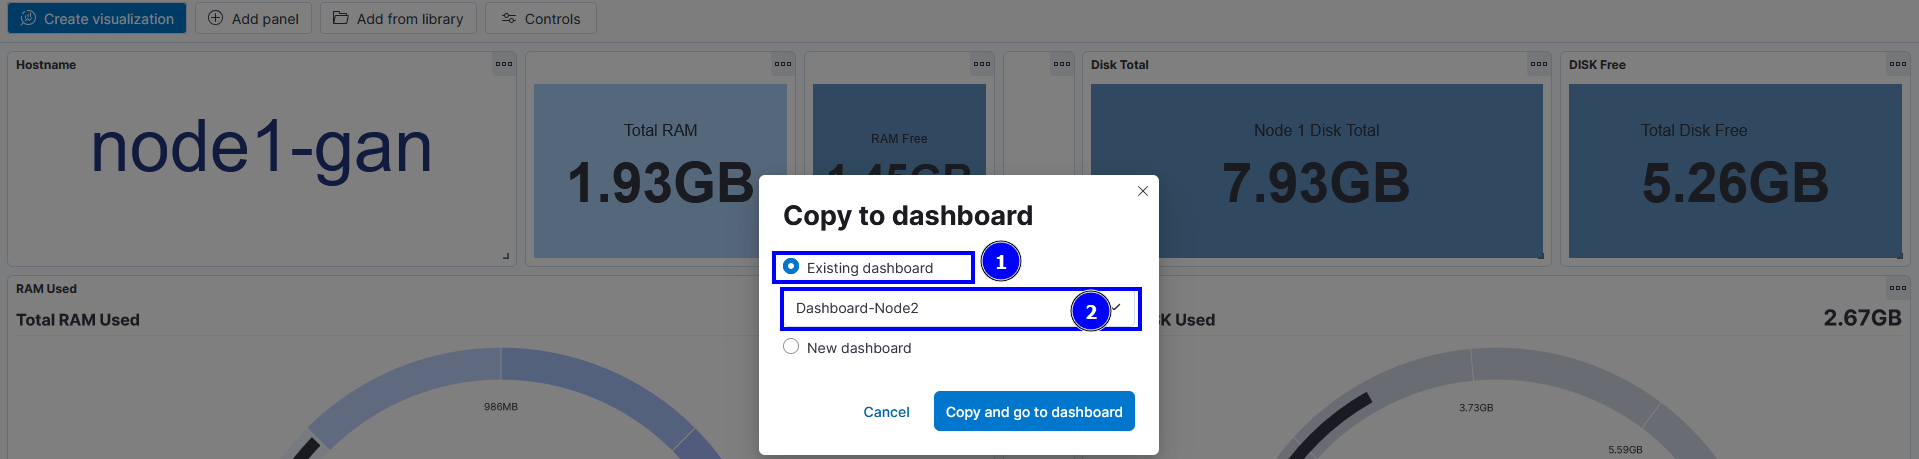 Create visualization
Add panel
Add from library
Controls
Hostname
node1-gan
Total RAM
1.93GB
RAM Free
1.45GB
Disk Total
Node 1 Disk Total
7.93GB
DISK Free
Total Disk Free
5.26GB
Copy to dashboard
Existing dashboard
1
Dashboard-Node2
2
New dashboard
Cancel
Copy and go to dashboard
RAM Used
Total RAM Used
986MB
Used
2.67GB
3.73GB
5.59GB